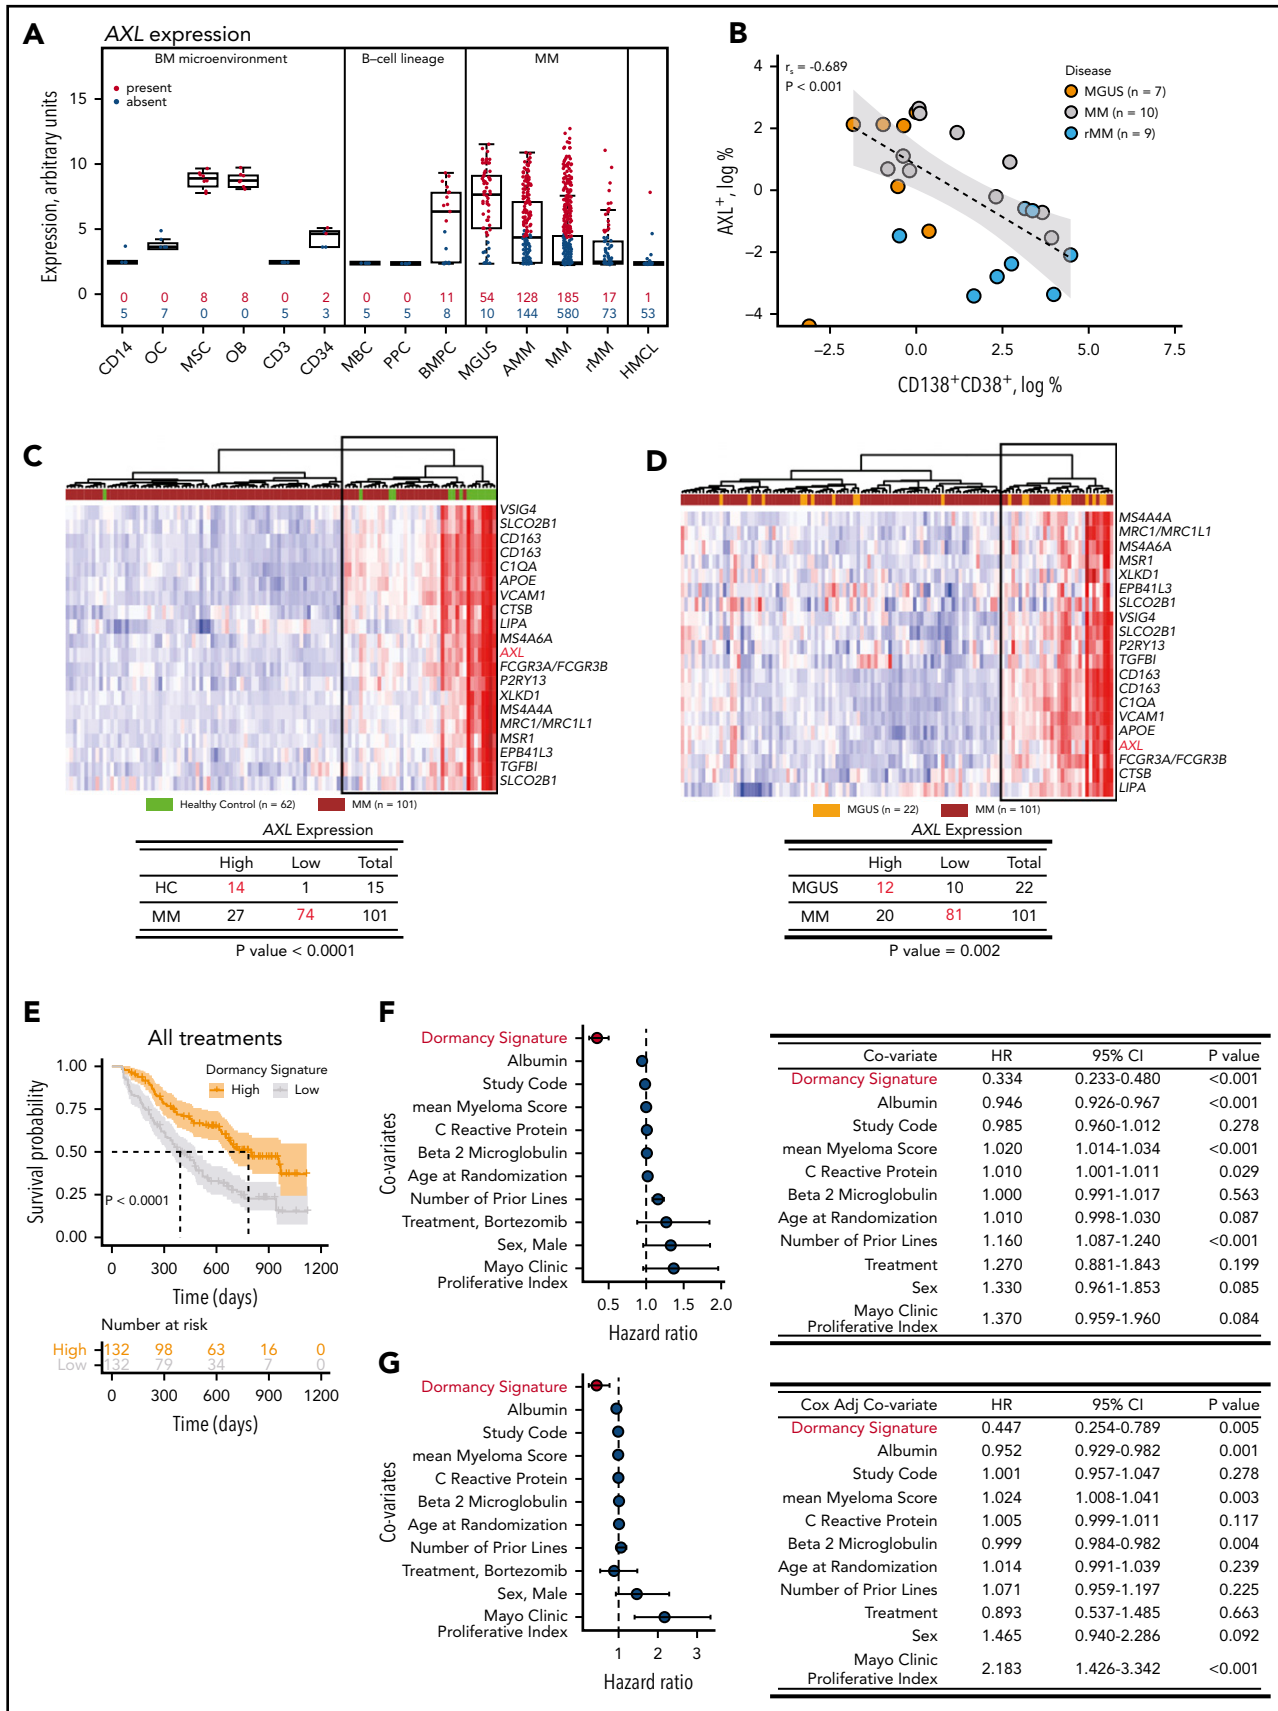 A
AXL expression
BM microenvironment
B–cell lineage
MM
present
absent
Expression, arbitrary units
15
10
5
0
0 0 8 8 0 2 0 0 11 54 128 185 17 1
5 7 0 0 5 3 5 5 8 10 144 580 73 53
CD14 OC MSC OB CD3 CD34 MBC PPC BMPC MGUS AMM MM rMM HMCL
B
rs = -0.689
P < 0.001
Disease
MGUS (n = 7)
MM (n = 10)
rMM (n = 9)
AXL+, log %
4
2
0
−2
−4
−2.5 0.0 2.5 5.0 7.5
CD138+CD38+, log %
C
VSIG4
SLCO2B1
CD163
CD163
C1QA
APOE
VCAM1
CTSB
LIPA
MS4A6A
AXL
FCGR3A/FCGR3B
P2RY13
XLKD1
MS4A4A
MRC1/MRC1L1
MSR1
EPB41L3
TGFBI
SLCO2B1
Healthy Control (n = 62) MM (n = 101)
AXL Expression
High Low Total
HC 14 1 15
MM 27 74 101
P value < 0.0001
D
MS4A4A
MRC1/MRC1L1
MS4A6A
MSR1
XLKD1
EPB41L3
SLCO2B1
VSIG4
SLCO2B1
P2RY13
TGFBI
CD163
CD163
C1QA
VCAM1
APOE
AXL
FCGR3A/FCGR3B
CTSB
LIPA
MGUS (n = 22) MM (n = 101)
AXL Expression
High Low Total
MGUS 12 10 22
MM 20 81 101
P value = 0.002
E
All treatments
Dormancy Signature
High Low
Survival probability
1.00
0.75
0.50
0.25
0.00
P < 0.0001
0 300 600 900 1200
Time (days)
Number at risk
High 132 98 63 16 0
Low 132 79 34 7 0
0 300 600 900 1200
Time (days)
F
Co-variates
Dormancy Signature
Albumin
Study Code
mean Myeloma Score
C Reactive Protein
Beta 2 Microglobulin
Age at Randomization
Number of Prior Lines
Treatment, Bortezomib
Sex, Male
Mayo Clinic
Proliferative Index
0.5 1.0 1.5 2.0
Hazard ratio
Co-variate HR 95% CI P value
Dormancy Signature 0.334 0.233-0.480 <0.001
Albumin 0.946 0.926-0.967 <0.001
Study Code 0.985 0.960-1.012 0.278
mean Myeloma Score 1.020 1.014-1.034 <0.001
C Reactive Protein 1.010 1.001-1.011 0.029
Beta 2 Microglobulin 1.000 0.991-1.017 0.563
Age at Randomization 1.010 0.998-1.030 0.087
Number of Prior Lines 1.160 1.087-1.240 <0.001
Treatment 1.270 0.881-1.843 0.199
Sex 1.330 0.961-1.853 0.085
Mayo Clinic
Proliferative Index 1.370 0.959-1.960 0.084
G
Co-variates
Dormancy Signature
Albumin
Study Code
mean Myeloma Score
C Reactive Protein
Beta 2 Microglobulin
Age at Randomization
Number of Prior Lines
Treatment, Bortezomib
Sex, Male
Mayo Clinic
Proliferative Index
1 2 3
Hazard ratio
Cox Adj Co-variate HR 95% CI P value
Dormancy Signature 0.447 0.254-0.789 0.005
Albumin 0.952 0.929-0.982 0.001
Study Code 1.001 0.957-1.047 0.278
mean Myeloma Score 1.024 1.008-1.041 0.003
C Reactive Protein 1.005 0.999-1.011 0.117
Beta 2 Microglobulin 0.999 0.984-0.982 0.004
Age at Randomization 1.014 0.991-1.039 0.239
Number of Prior Lines 1.071 0.959-1.197 0.225
Treatment 0.893 0.537-1.485 0.663
Sex 1.465 0.940-2.286 0.092
Mayo Clinic
Proliferative Index 2.183 1.426-3.342 <0.001